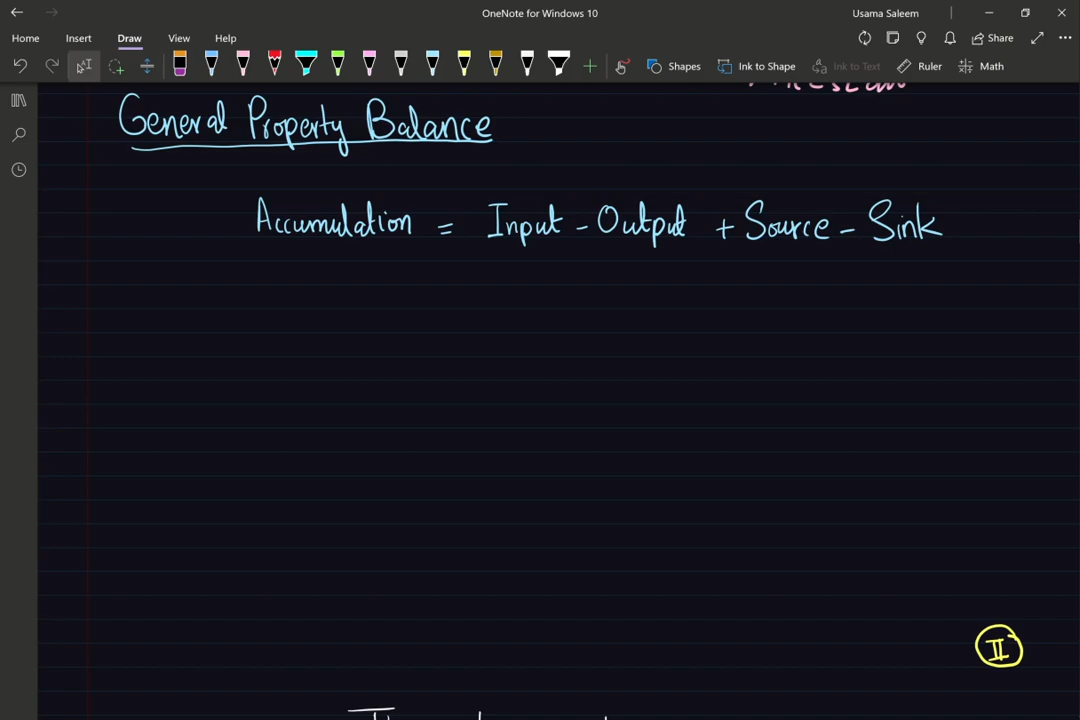 OneNote for Windows 10
Usama Saleem
Home Insert Draw View Help
Share
Shapes Ink to Shape Ink to Text Ruler Math
General Property Balance
Accumulation = Input - Output + Source - Sink
II